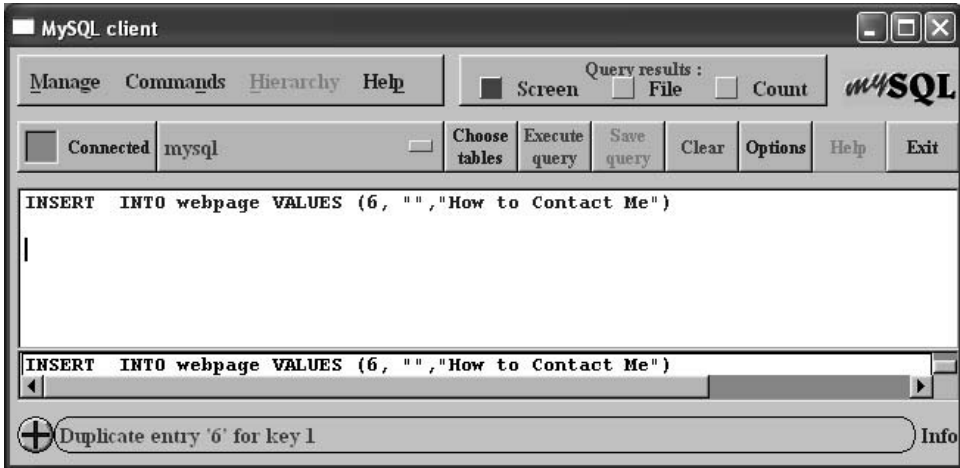 MySQL client
Manage Commands Hierarchy Help
Query results :
Screen File Count
mySQL
Connected mysql
Choose tables
Execute query
Save query
Clear Options Help Exit
INSERT  INTO webpage VALUES (6, "","How to Contact Me")
INSERT  INTO webpage VALUES (6, "","How to Contact Me")
Duplicate entry '6' for key 1
Info